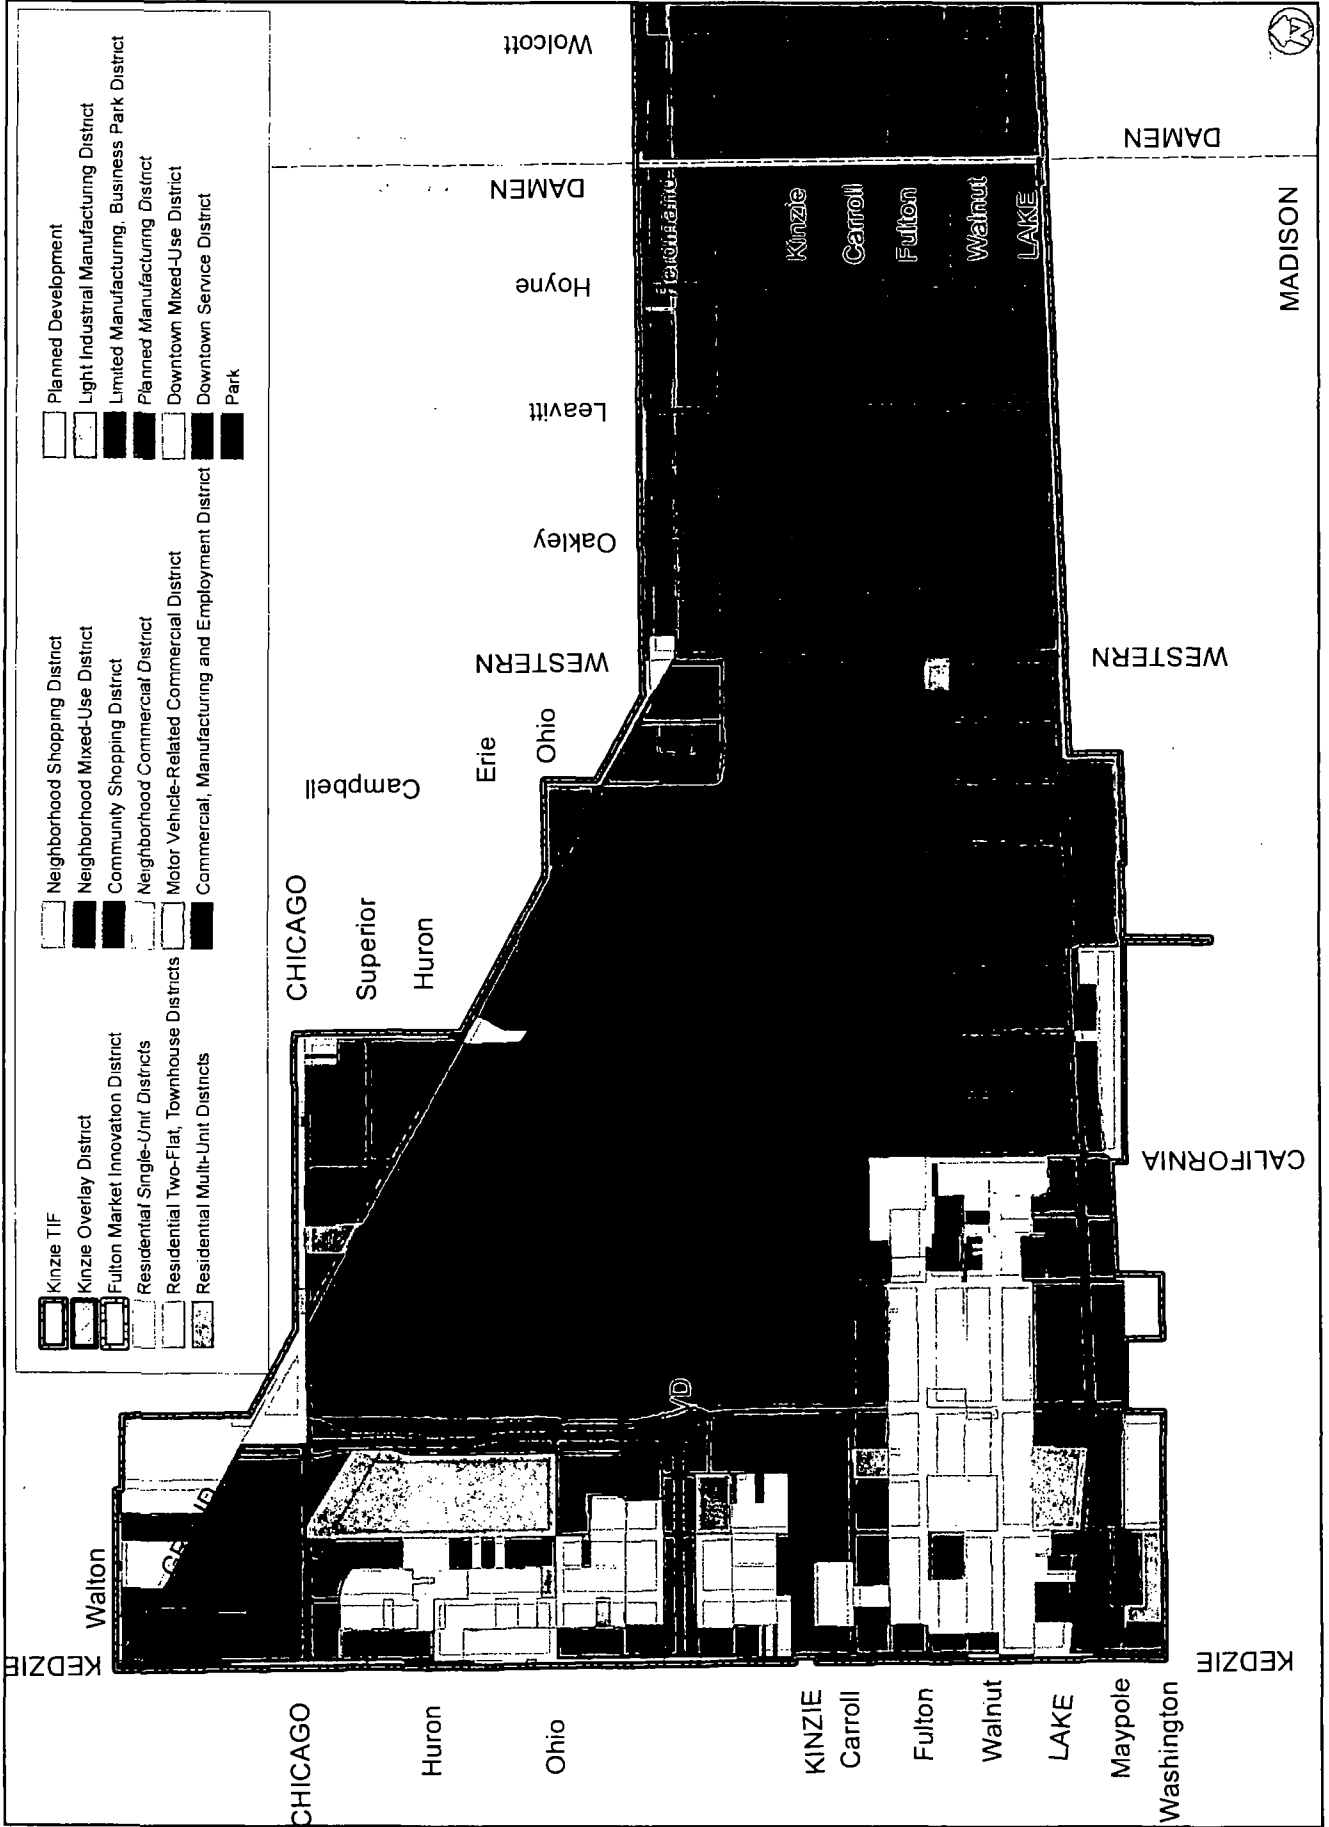 Kinzie TIF
Kinzie Overlay District
Fulton Market Innovation District
Residential Single-Unit Districts
Residential Two-Flat, Townhouse Districts
Residential Multi-Unit Districts
Neighborhood Shopping District
Neighborhood Mixed-Use District
Community Shopping District
Neighborhood Commercial District
Motor Vehicle-Related Commercial District
Commercial, Manufacturing and Employment District
Planned Development
Light Industrial Manufacturing District
Limited Manufacturing, Business Park District
Planned Manufacturing District
Downtown Mixed-Use District
Downtown Service District
Park
KEDZIE
Walton
CHICAGO
Superior
Huron
Campbell
Erie
Ohio
WESTERN
Oakley
Leavitt
Hoyne
DAMEN
Wolcott
Kinzie
Carroll
Fulton
Walnut
LAKE
CHICAGO
Huron
Ohio
KINZIE
Carroll
Fulton
Walnut
LAKE
Maypole
Washington
KEDZIE
CALIFORNIA
WESTERN
DAMEN
MADISON